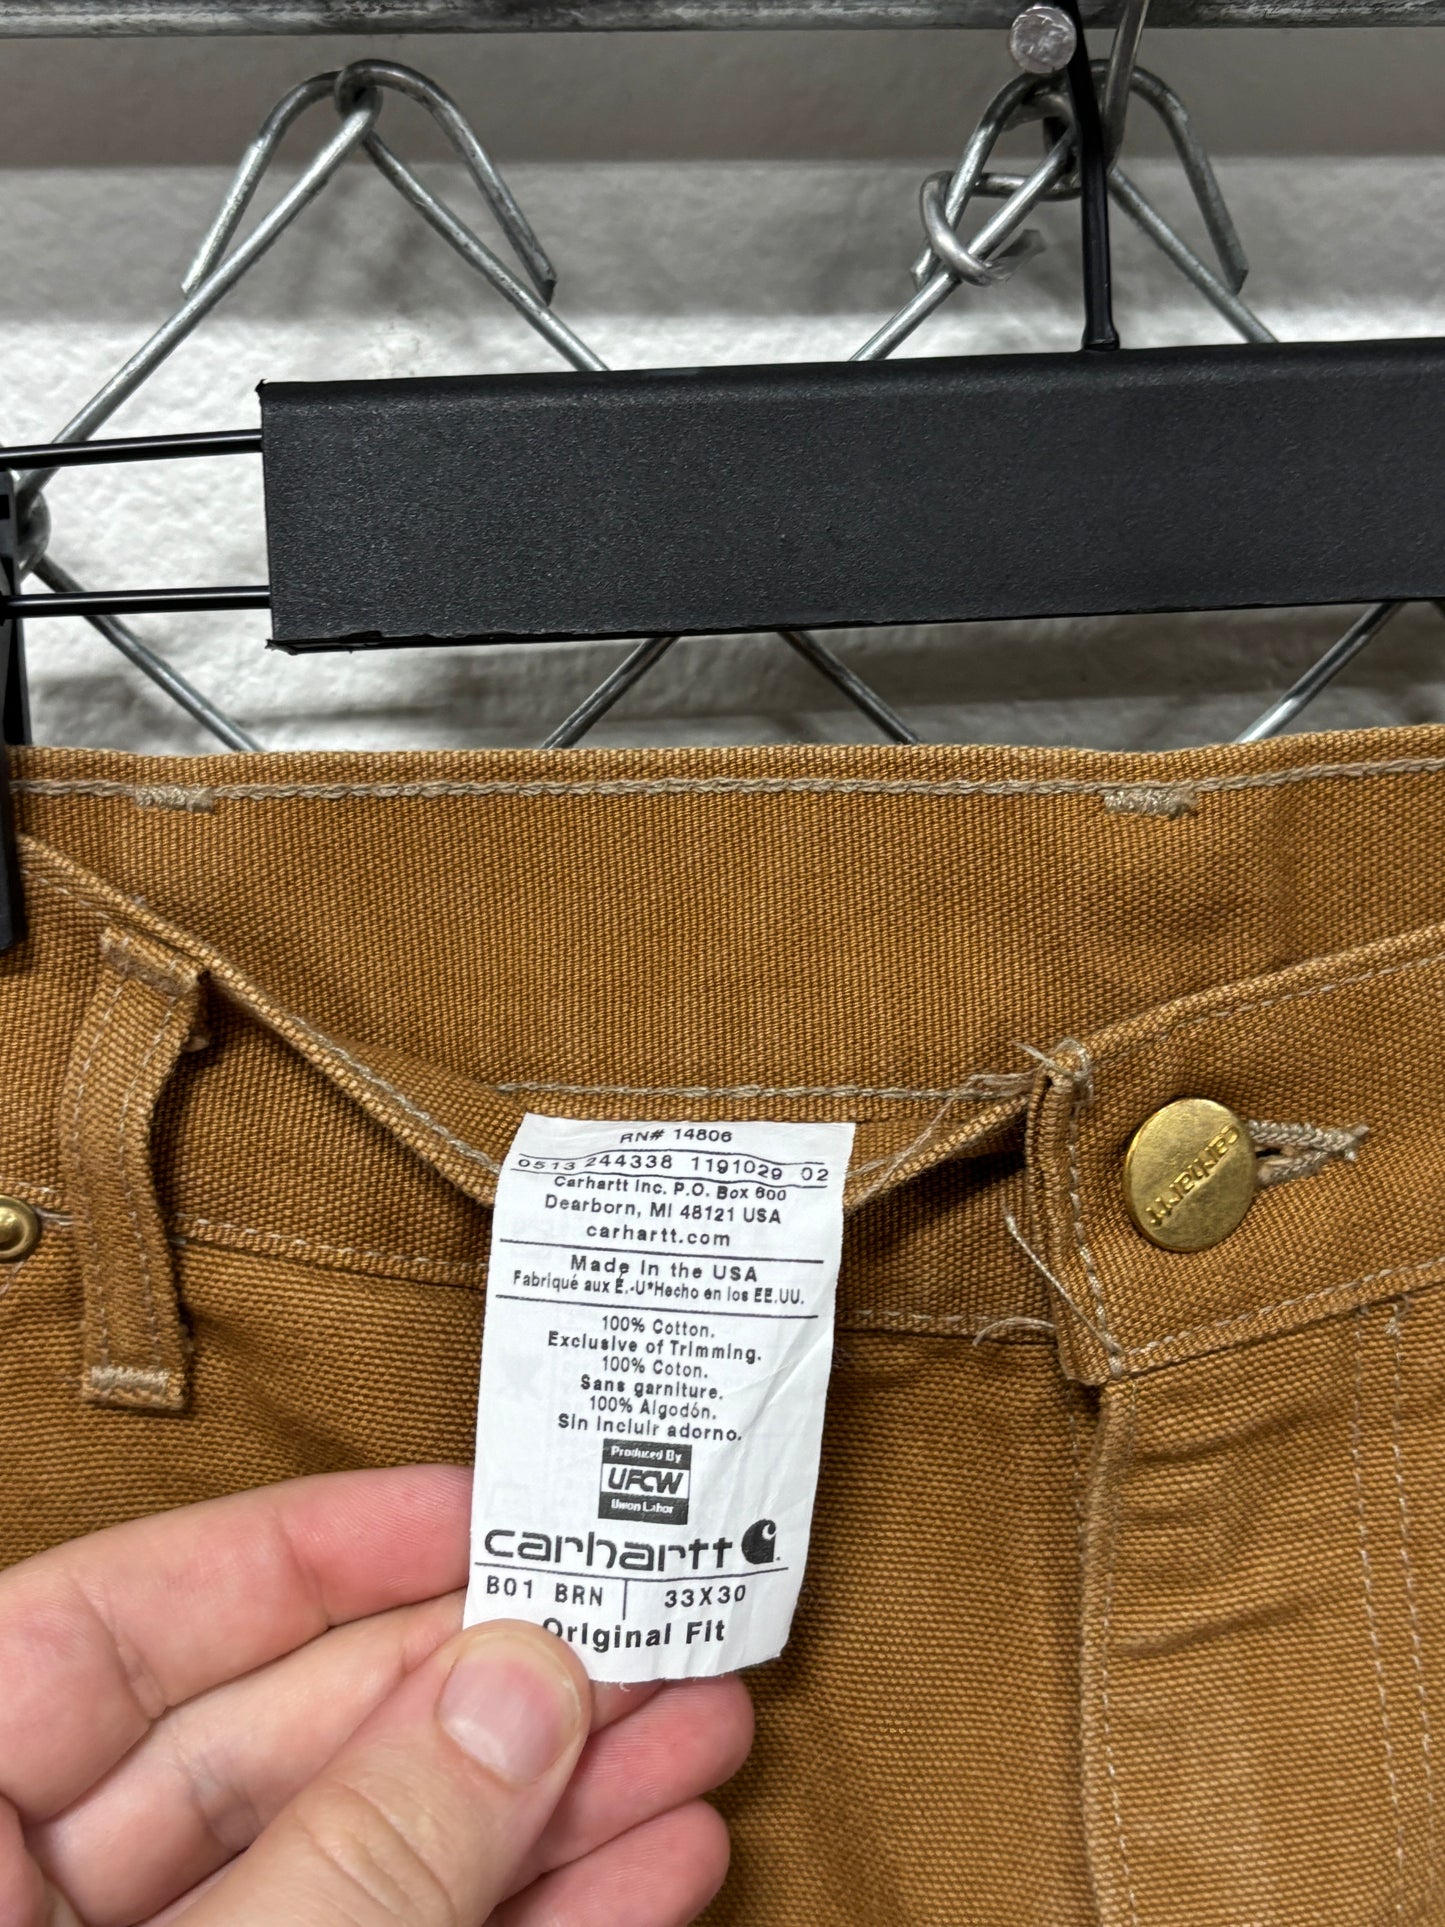 RN# 14806
0513 244338 1191029 02
Carhartt Inc. P.O. Box 600
Dearborn, MI 48121 USA
carhartt.com
Made In the USA
Fabriqué aux É.-U*Hecho en los EE.UU.
100% Cotton.
Exclusive of Trimming.
100% Coton.
Sans garniture.
100% Algodón.
Sin incluir adorno.
Produced By
UFCW
Union Labor
carhartt
B01 BRN 33X30
Original Fit
CARHARTT